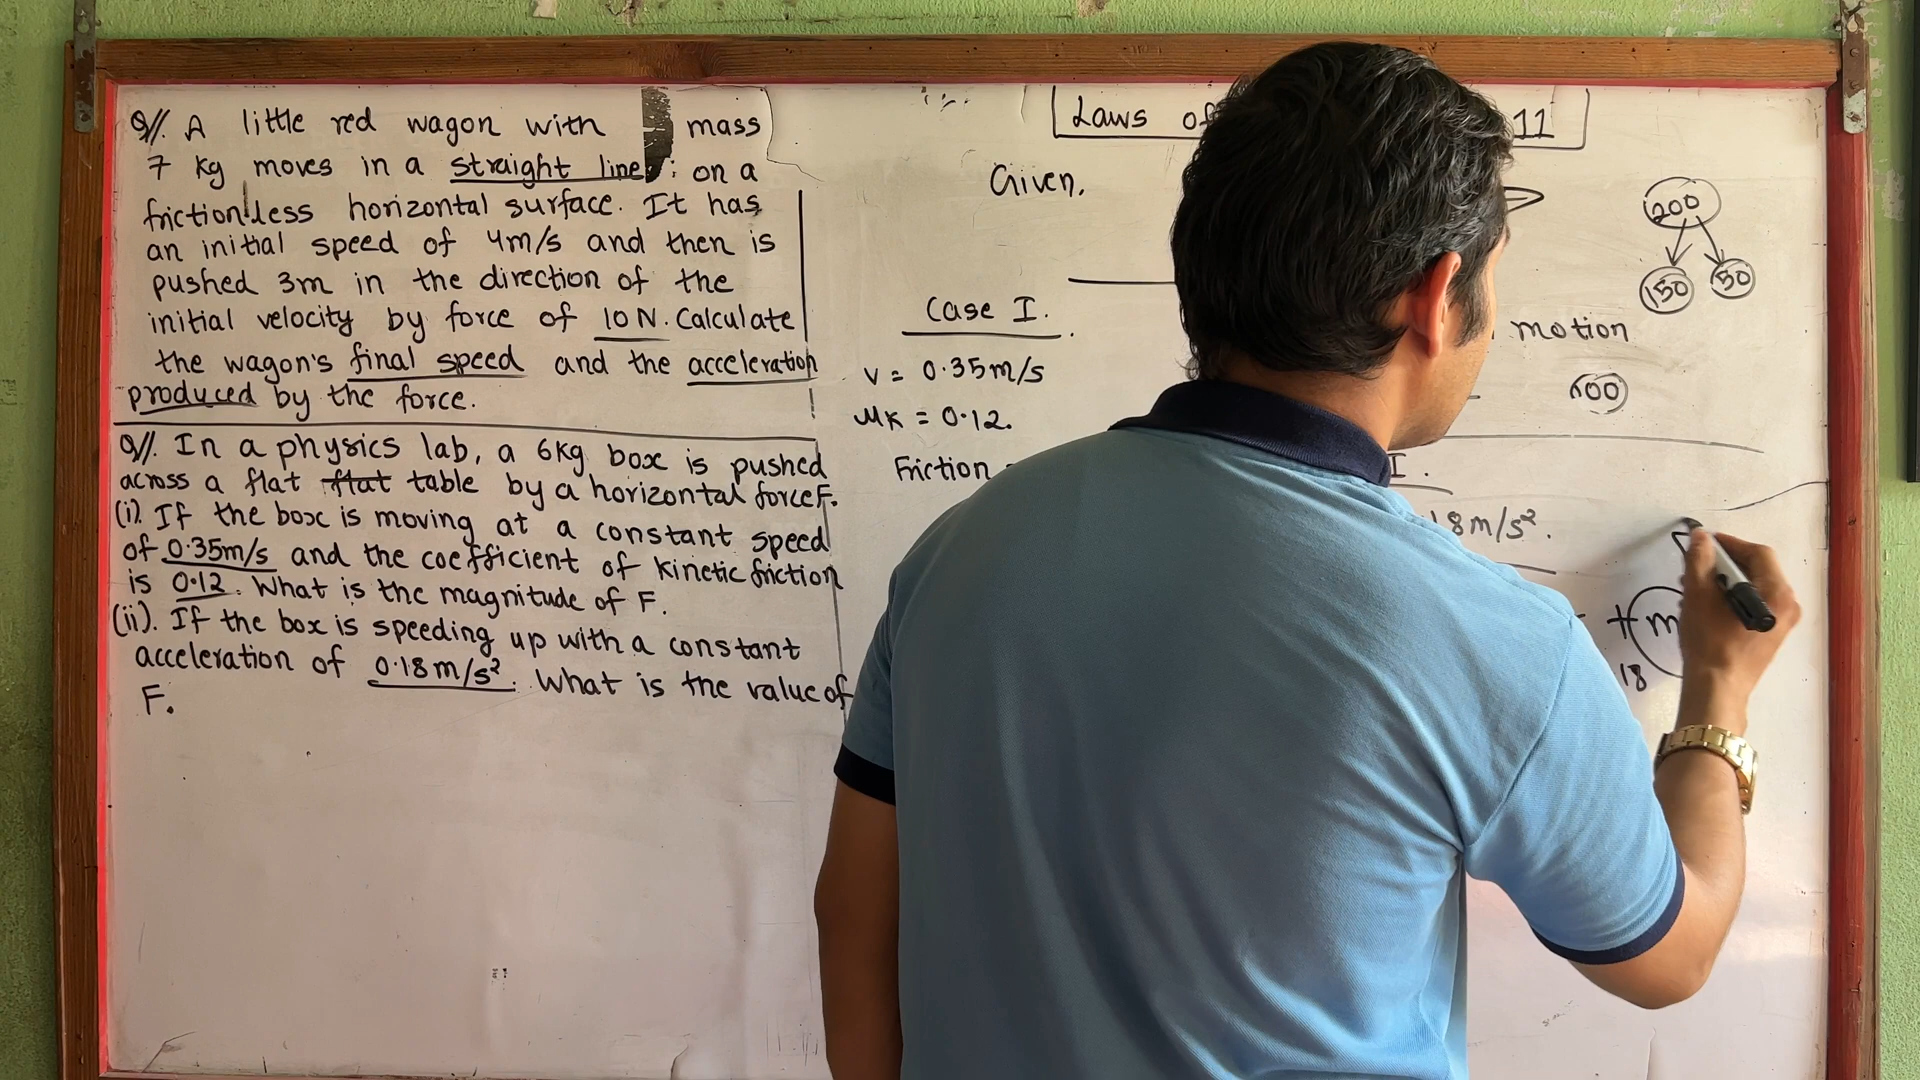 Q//. A little red wagon with mass
7 kg moves in a straight line; on a
frictionless horizontal surface. It has
an initial speed of 4m/s and then is
pushed 3m in the direction of the
initial velocity by force of 10 N. Calculate
the wagon's final speed and the acceleration
produced by the force.
Q//. In a physics lab, a 6kg box is pushed
across a flat flat table by a horizontal force F.
(i). If the box is moving at a constant speed
of 0.35m/s and the coefficient of kinetic friction
is 0.12. What is the magnitude of F.
(ii). If the box is speeding up with a constant
acceleration of 0.18m/s². What is the value of
F.
Laws of
11
Given,
Case I.
v = 0.35m/s
μK = 0.12.
Friction
200
150 50
motion
600
I.
18m/s².
+ m
18